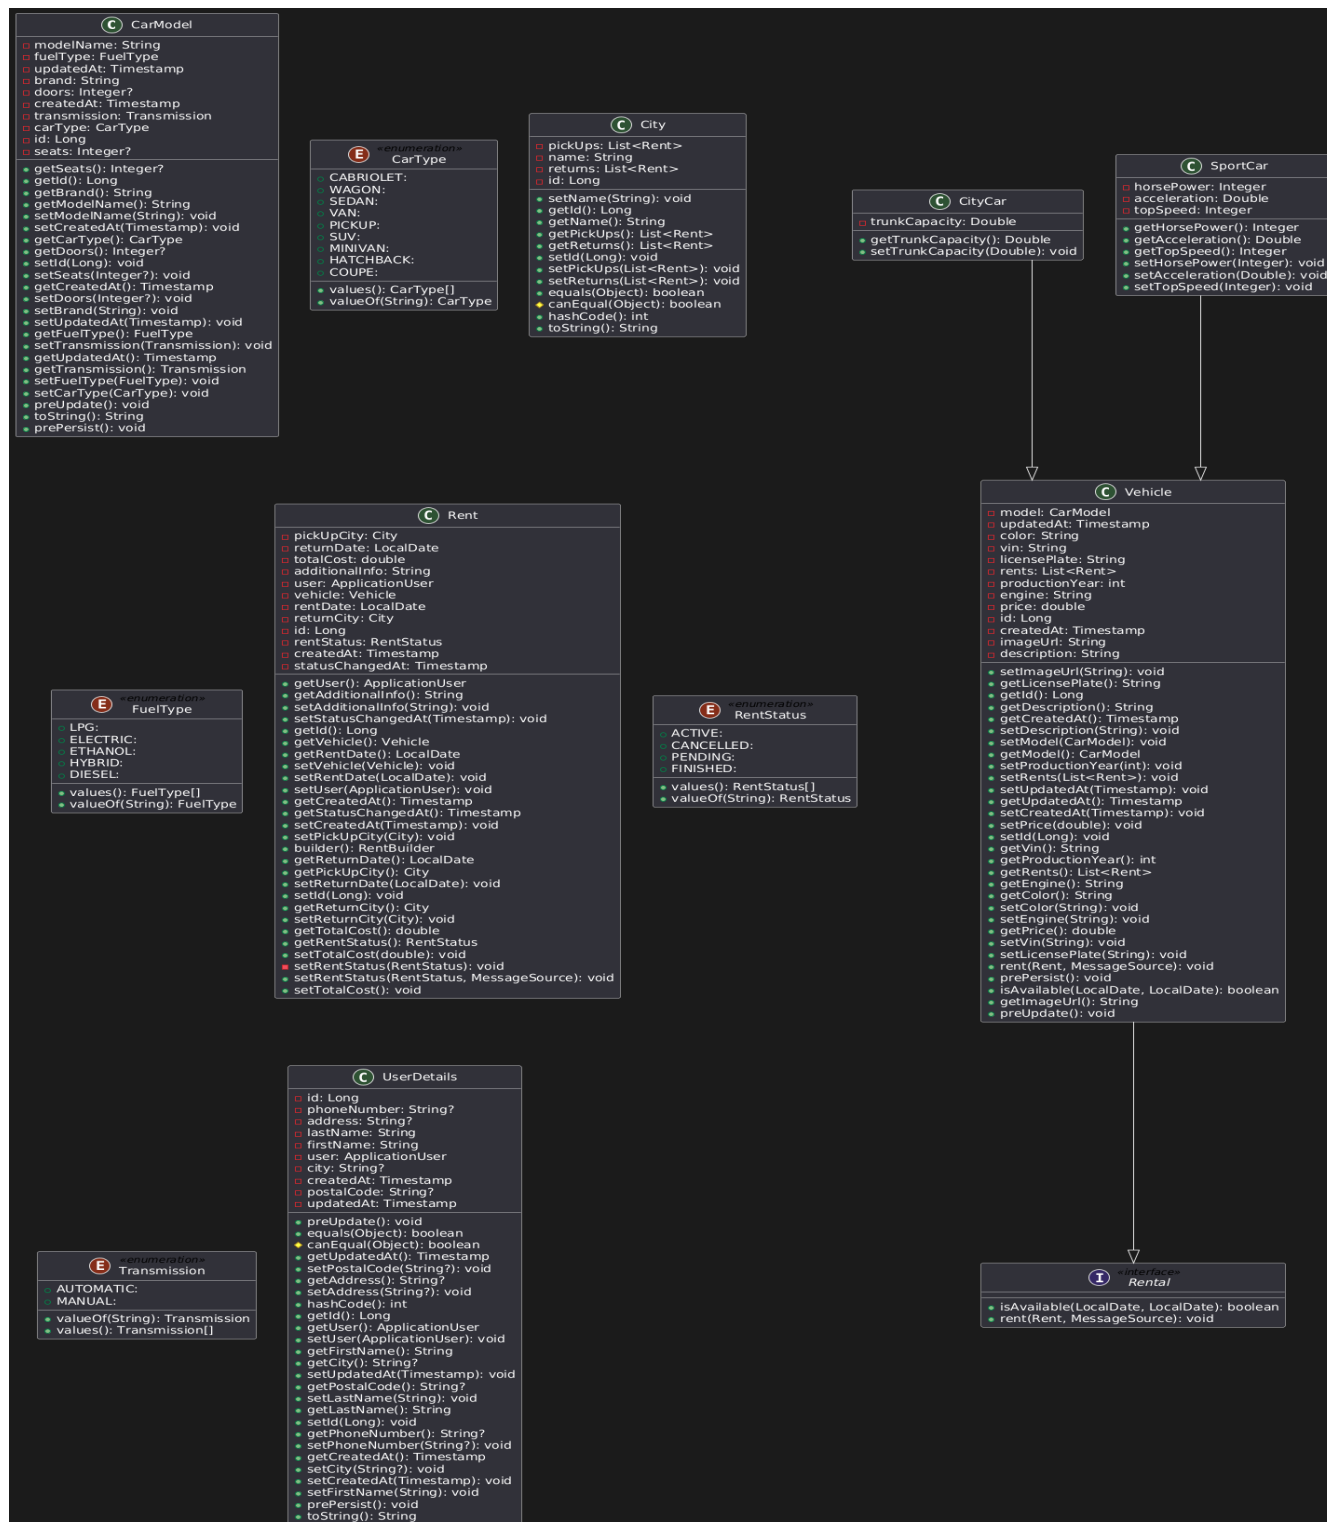 CarModel
modelName: String
fuelType: FuelType
updatedAt: Timestamp
brand: String
doors: Integer?
createdAt: Timestamp
transmission: Transmission
carType: CarType
id: Long
seats: Integer?
getSeats(): Integer?
getId(): Long
getBrand(): String
getModelName(): String
setModelName(String): void
setCreatedAt(Timestamp): void
getCarType(): CarType
getDoors(): Integer?
setId(Long): void
setSeats(Integer?): void
getCreatedAt(): Timestamp
setDoors(Integer?): void
setBrand(String): void
setUpdatedAt(Timestamp): void
getFuelType(): FuelType
setTransmission(Transmission): void
getUpdatedAt(): Timestamp
getTransmission(): Transmission
setFuelType(FuelType): void
setCarType(CarType): void
preUpdate(): void
toString(): String
prePersist(): void
«enumeration»
CarType
CABRIOLET:
WAGON:
SEDAN:
VAN:
PICKUP:
SUV:
MINIVAN:
HATCHBACK:
COUPE:
values(): CarType[]
valueOf(String): CarType
City
pickUps: List<Rent>
name: String
returns: List<Rent>
id: Long
setName(String): void
getId(): Long
getName(): String
getPickUps(): List<Rent>
getReturns(): List<Rent>
setId(Long): void
setPickUps(List<Rent>): void
setReturns(List<Rent>): void
equals(Object): boolean
canEqual(Object): boolean
hashCode(): int
toString(): String
CityCar
trunkCapacity: Double
getTrunkCapacity(): Double
setTrunkCapacity(Double): void
SportCar
horsePower: Integer
acceleration: Double
topSpeed: Integer
getHorsePower(): Integer
getAcceleration(): Double
getTopSpeed(): Integer
setHorsePower(Integer): void
setAcceleration(Double): void
setTopSpeed(Integer): void
«enumeration»
FuelType
LPG:
ELECTRIC:
ETHANOL:
HYBRID:
DIESEL:
values(): FuelType[]
valueOf(String): FuelType
Rent
pickUpCity: City
returnDate: LocalDate
totalCost: double
additionalInfo: String
user: ApplicationUser
vehicle: Vehicle
rentDate: LocalDate
returnCity: City
id: Long
rentStatus: RentStatus
createdAt: Timestamp
statusChangedAt: Timestamp
getUser(): ApplicationUser
getAdditionalInfo(): String
setAdditionalInfo(String): void
setStatusChangedAt(Timestamp): void
getId(): Long
getVehicle(): Vehicle
getRentDate(): LocalDate
setVehicle(Vehicle): void
setRentDate(LocalDate): void
setUser(ApplicationUser): void
getCreatedAt(): Timestamp
getStatusChangedAt(): Timestamp
setCreatedAt(Timestamp): void
setPickUpCity(City): void
builder(): RentBuilder
getReturnDate(): LocalDate
getPickUpCity(): City
setReturnDate(LocalDate): void
setId(Long): void
getReturnCity(): City
setReturnCity(City): void
getTotalCost(): double
getRentStatus(): RentStatus
setTotalCost(double): void
setRentStatus(RentStatus): void
setRentStatus(RentStatus, MessageSource): void
setTotalCost(): void
«enumeration»
RentStatus
ACTIVE:
CANCELLED:
PENDING:
FINISHED:
values(): RentStatus[]
valueOf(String): RentStatus
Vehicle
model: CarModel
updatedAt: Timestamp
color: String
vin: String
licensePlate: String
rents: List<Rent>
productionYear: int
engine: String
price: double
id: Long
createdAt: Timestamp
imageUrl: String
description: String
setImageUrl(String): void
getLicensePlate(): String
getId(): Long
getDescription(): String
getCreatedAt(): Timestamp
setDescription(String): void
setModel(CarModel): void
getModel(): CarModel
setProductionYear(int): void
setRents(List<Rent>): void
setUpdatedAt(Timestamp): void
getUpdatedAt(): Timestamp
setCreatedAt(Timestamp): void
setPrice(double): void
setId(Long): void
getVin(): String
getProductionYear(): int
getRents(): List<Rent>
getEngine(): String
getColor(): String
setColor(String): void
setEngine(String): void
getPrice(): double
setVin(String): void
setLicensePlate(String): void
rent(Rent, MessageSource): void
prePersist(): void
isAvailable(LocalDate, LocalDate): boolean
getImageUrl(): String
preUpdate(): void
«enumeration»
Transmission
AUTOMATIC:
MANUAL:
valueOf(String): Transmission
values(): Transmission[]
UserDetails
id: Long
phoneNumber: String?
address: String?
lastName: String
firstName: String
user: ApplicationUser
city: String?
createdAt: Timestamp
postalCode: String?
updatedAt: Timestamp
preUpdate(): void
equals(Object): boolean
canEqual(Object): boolean
getUpdatedAt(): Timestamp
setPostalCode(String?): void
getAddress(): String?
setAddress(String?): void
hashCode(): int
getId(): Long
getUser(): ApplicationUser
setUser(ApplicationUser): void
getFirstName(): String
getCity(): String?
setUpdatedAt(Timestamp): void
getPostalCode(): String?
setLastName(String): void
getLastName(): String
setId(Long): void
getPhoneNumber(): String?
setPhoneNumber(String?): void
getCreatedAt(): Timestamp
setCity(String?): void
setCreatedAt(Timestamp): void
setFirstName(String): void
prePersist(): void
toString(): String
«interface»
Rental
isAvailable(LocalDate, LocalDate): boolean
rent(Rent, MessageSource): void